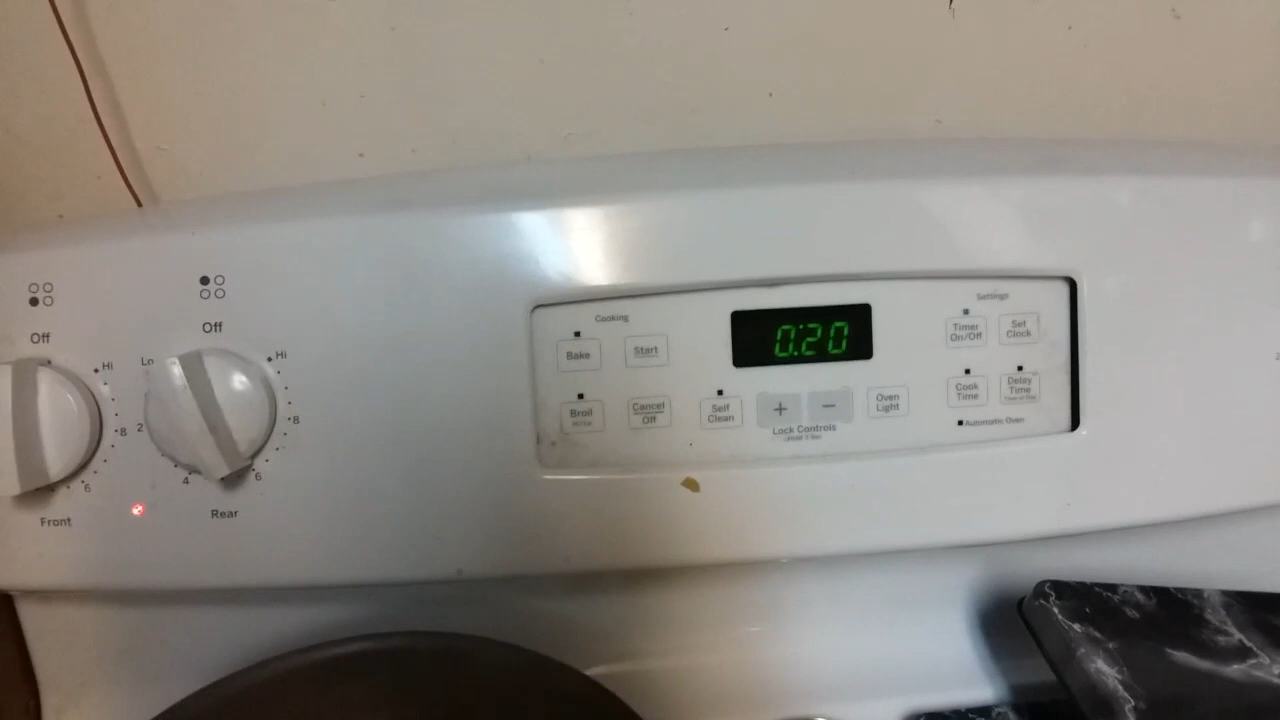 Off
Hi
8
6
Front
Off
Lo
Hi
2
8
4
6
Rear
Cooking
Bake
Start
Broil
Hi/Lo
Cancel
Off
Self
Clean
0:20
+
−
Lock Controls
Oven
Light
Settings
Timer
On/Off
Set
Clock
Cook
Time
Delay
Time
Automatic Oven